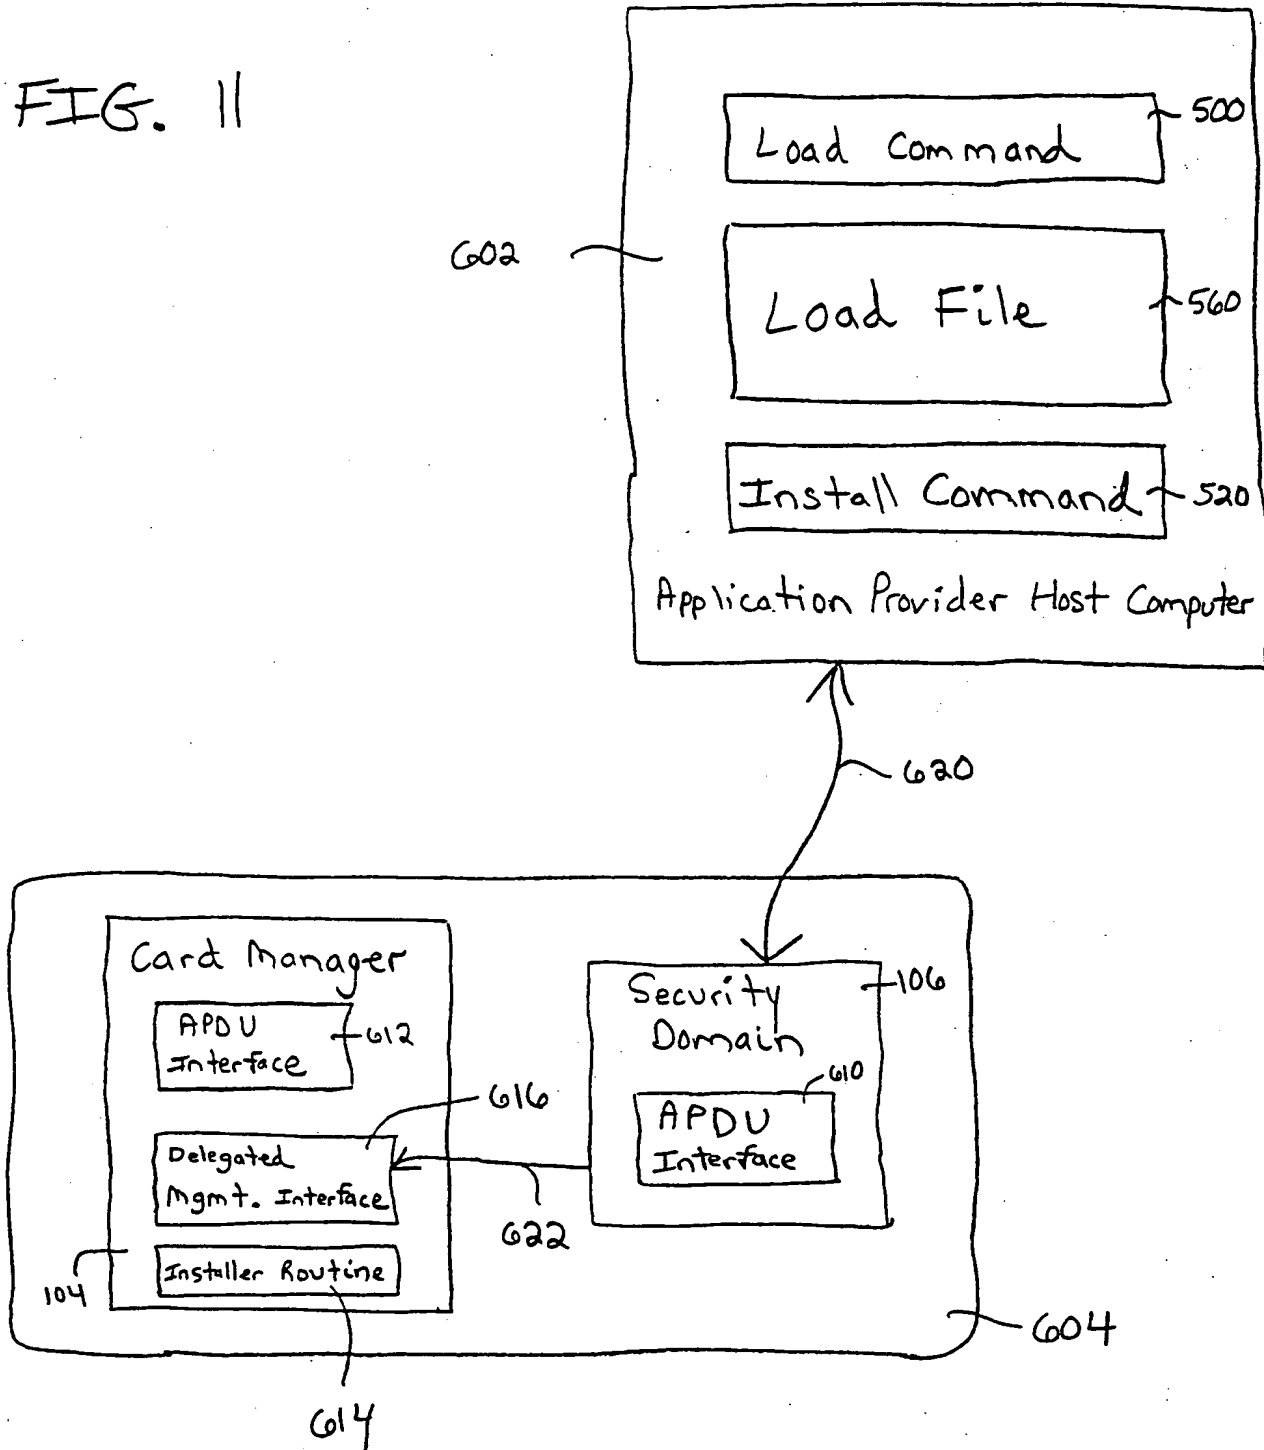 FIG. 11
Load Command
500
602
Load File
560
Install Command
520
Application Provider Host Computer
620
Card Manager
APDU
Interface
612
616
Delegated
Mgmt. Interface
622
Installer Routine
104
614
Security
Domain
106
610
APDU
Interface
604